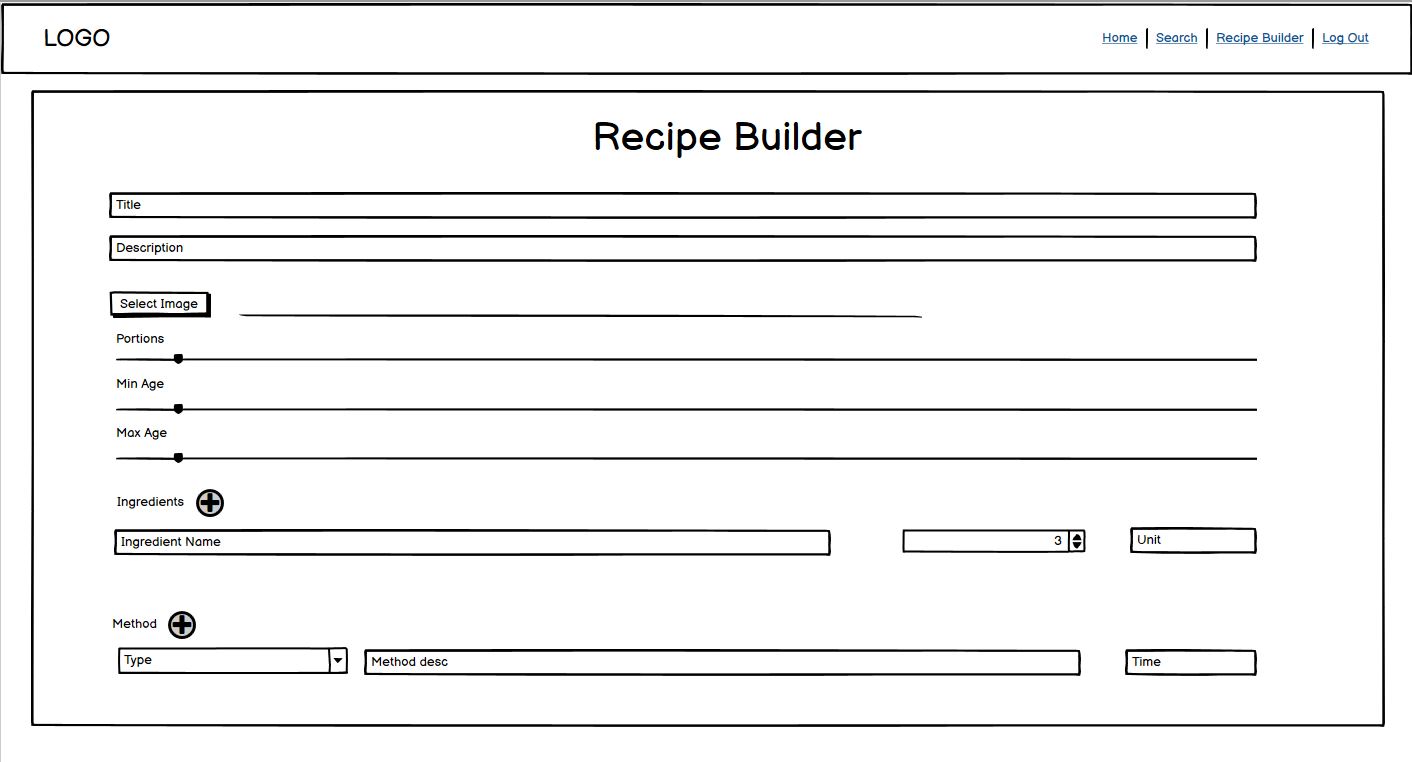 LOGO
Home Search Recipe Builder Log Out
Recipe Builder
Title
Description
Select Image
Portions
Min Age
Max Age
Ingredients
Ingredient Name 3 Unit
Method
Type Method desc Time